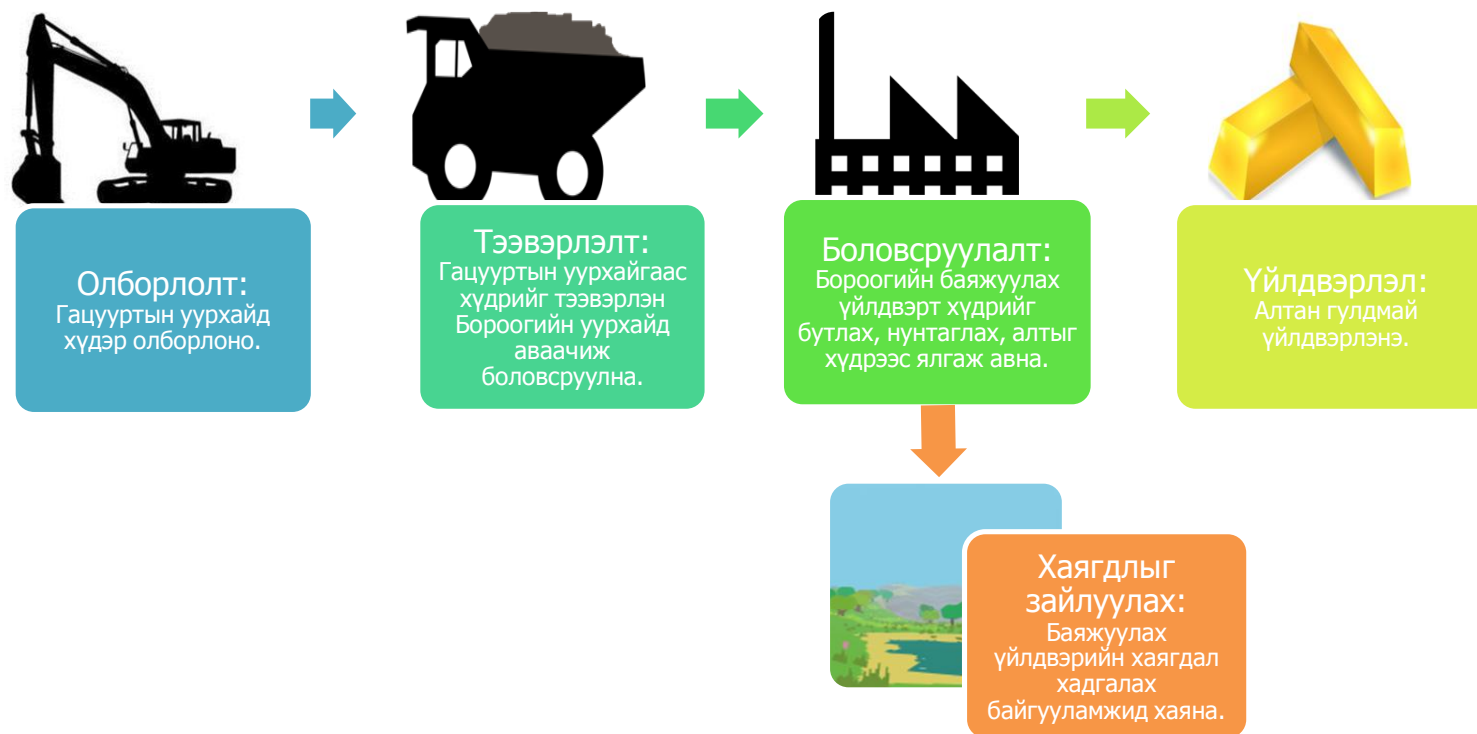 Олборлолт:
Гацууртын уурхайд
хүдэр олборлоно.
Тээвэрлэлт:
Гацууртын уурхайгаас
хүдрийг тээвэрлэн
Бороогийн уурхайд
аваачиж
боловсруулна.
Боловсруулалт:
Бороогийн баяжуулах
үйлдвэрт хүдрийг
бутлах, нунтаглах, алтыг
хүдрээс ялгаж авна.
Үйлдвэрлэл:
Алтан гулдмай
үйлдвэрлэнэ.
Хаягдлыг
зайлуулах:
Баяжуулах
үйлдвэрийн хаягдал
хадгалах
байгууламжид хаяна.